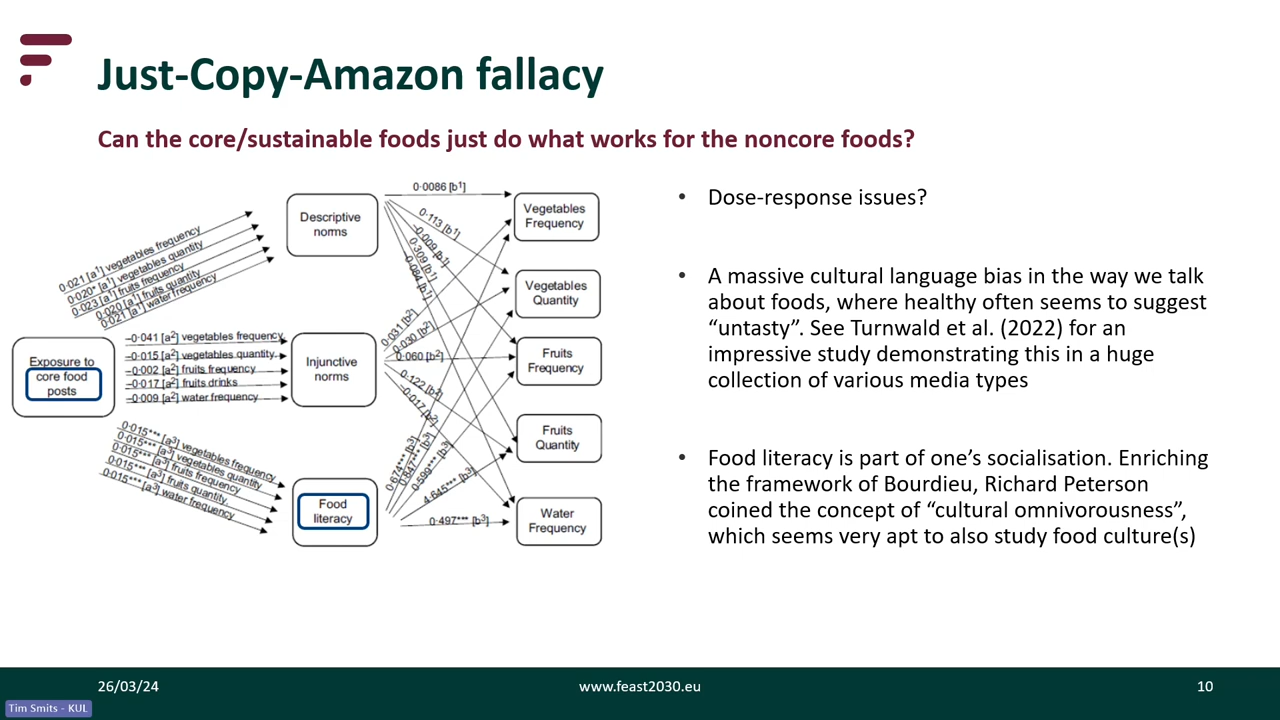 Just-Copy-Amazon fallacy
Can the core/sustainable foods just do what works for the noncore foods?
0·021 [a¹] vegetables frequency
0·020* [a¹] vegetables quantity
0·023 [a¹] fruits frequency
0·020 [a¹] fruits quantity
0·021 [a¹] water frequency
Descriptive
norms
Exposure to
core food
posts
−0·041 [a²] vegetables frequency
−0·015 [a²] vegetables quantity
−0·002 [a²] fruits frequency
−0·017 [a²] fruits drinks
−0·009 [a²] water frequency
Injunctive
norms
0·015*** [a³] vegetables frequency
0·015*** [a³] vegetables quantity
0·015*** [a³] fruits frequency
0·015*** [a³] fruits quantity
0·015*** [a³] water frequency
Food
literacy
0·0086 [b¹]
0·113 [b¹]
−0·009 [b¹]
0·309 [b¹]
0·084 [b¹]
0·031 [b²]
0·030 [b²]
0·060 [b²]
0·122 [b²]
−0·017 [b²]
0·674*** [b³]
0·847*** [b³]
0·599*** [b³]
4·645*** [b³]
0·497*** [b³]
Vegetables
Frequency
Vegetables
Quantity
Fruits
Frequency
Fruits
Quantity
Water
Frequency
• Dose-response issues?
• A massive cultural language bias in the way we talk
about foods, where healthy often seems to suggest
“untasty”. See Turnwald et al. (2022) for an
impressive study demonstrating this in a huge
collection of various media types
• Food literacy is part of one’s socialisation. Enriching
the framework of Bourdieu, Richard Peterson
coined the concept of “cultural omnivorousness”,
which seems very apt to also study food culture(s)
26/03/24
www.feast2030.eu
10
Tim Smits - KUL